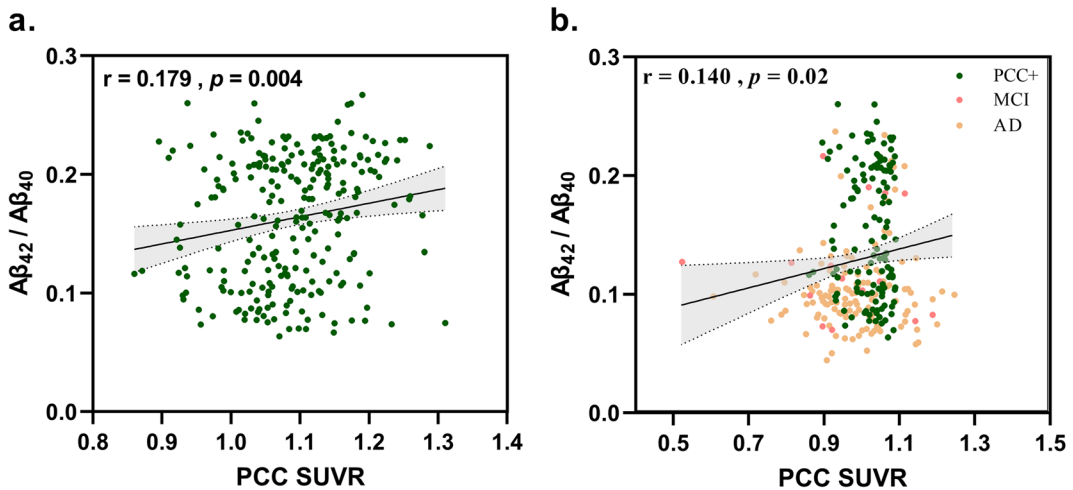 a.
r = 0.179 , p = 0.004
Aβ42 / Aβ40
0.3
0.2
0.1
0.0
0.8 0.9 1.0 1.1 1.2 1.3 1.4
PCC SUVR
b.
r = 0.140 , p = 0.02
PCC+
MCI
AD
Aβ42 / Aβ40
0.3
0.2
0.1
0.0
0.5 0.7 0.9 1.1 1.3 1.5
PCC SUVR